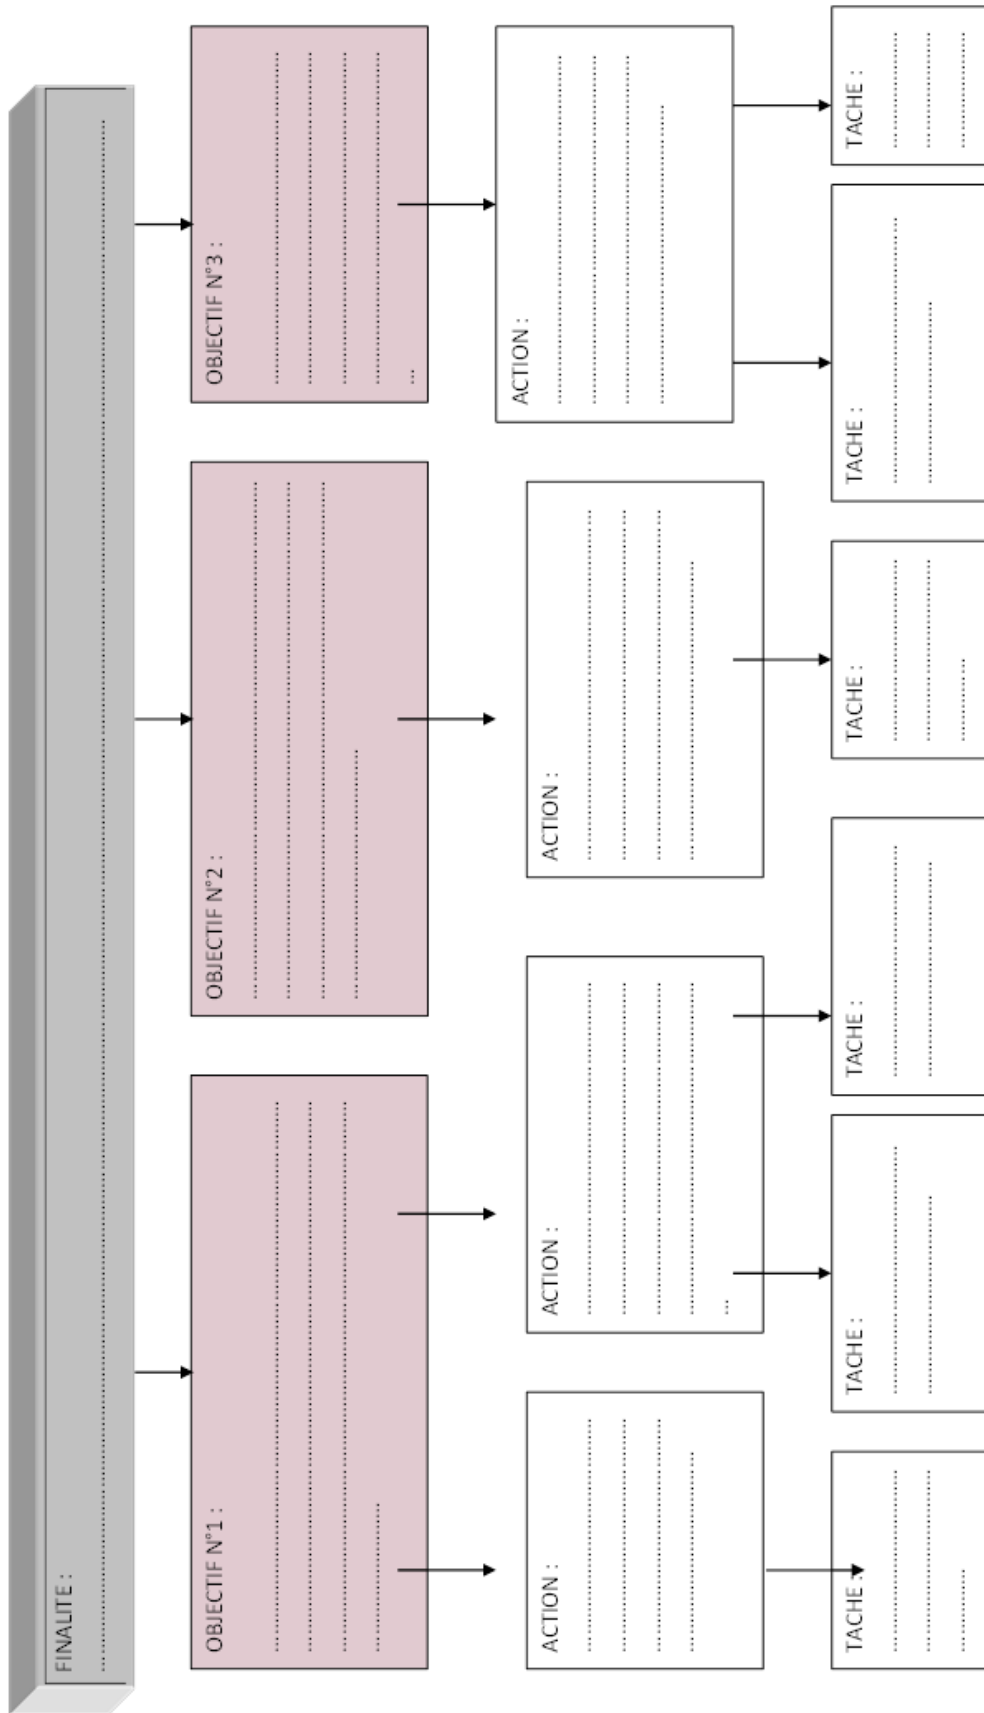 FINALITE :
OBJECTIF N°1 :
OBJECTIF N°2 :
OBJECTIF N°3 :
ACTION :
ACTION :
ACTION :
ACTION :
TACHE :
TACHE :
TACHE :
TACHE :
TACHE :
TACHE :